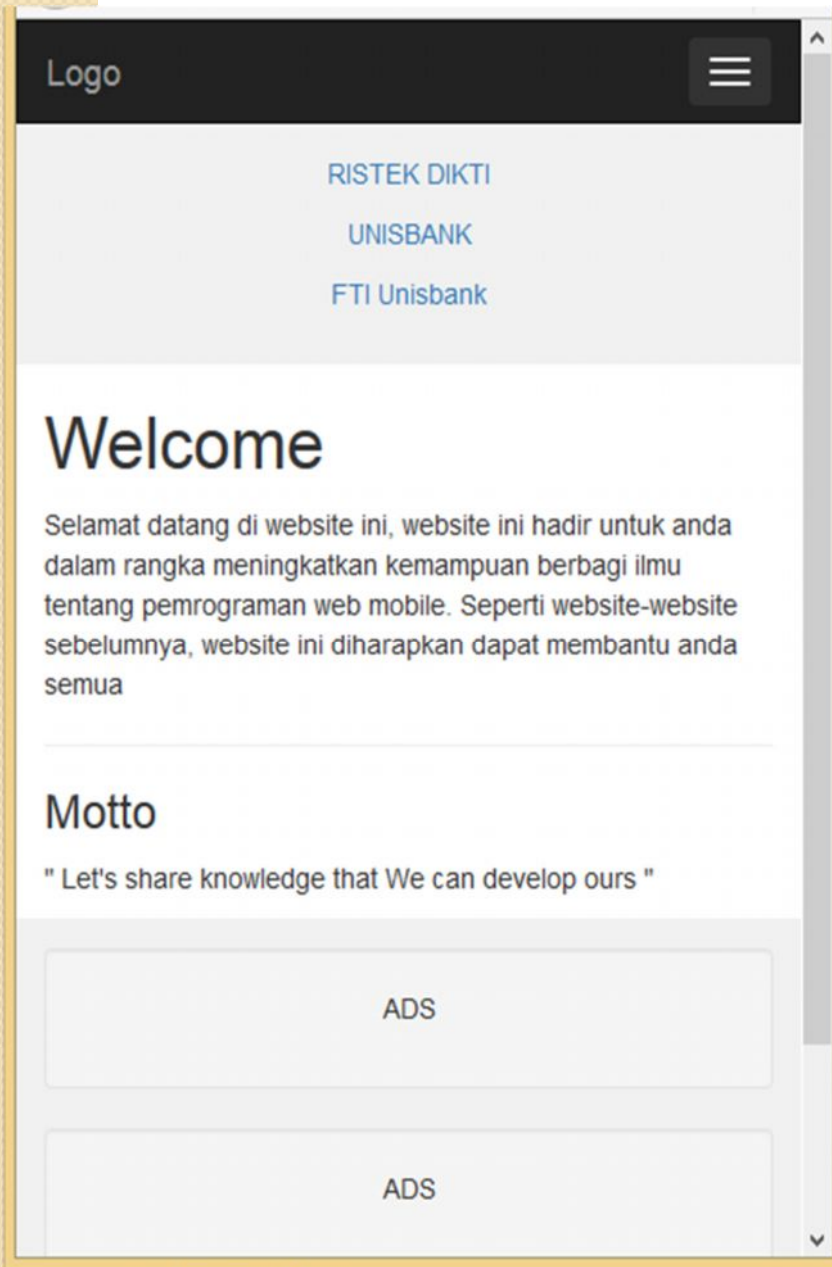 Logo
RISTEK DIKTI
UNISBANK
FTI Unisbank
Welcome
Selamat datang di website ini, website ini hadir untuk anda
dalam rangka meningkatkan kemampuan berbagi ilmu
tentang pemrograman web mobile. Seperti website-website
sebelumnya, website ini diharapkan dapat membantu anda
semua
Motto
" Let's share knowledge that We can develop ours "
ADS
ADS